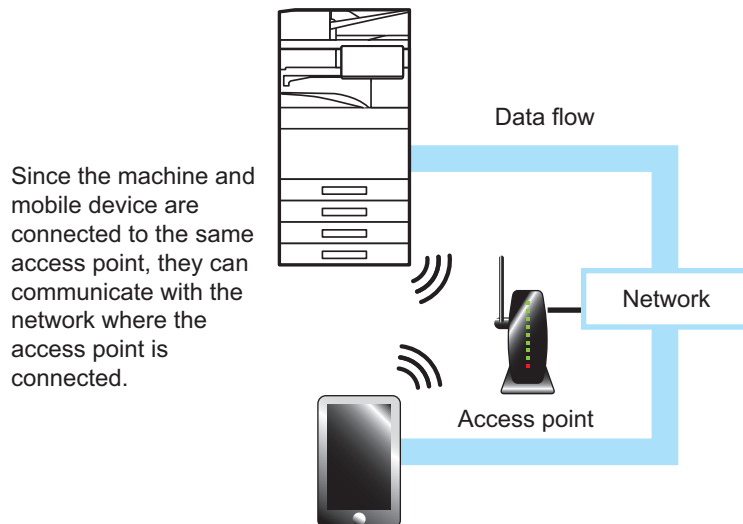 Data flow
Since the machine and
mobile device are
connected to the same
access point, they can
communicate with the
network where the
access point is
connected.
Network
Access point